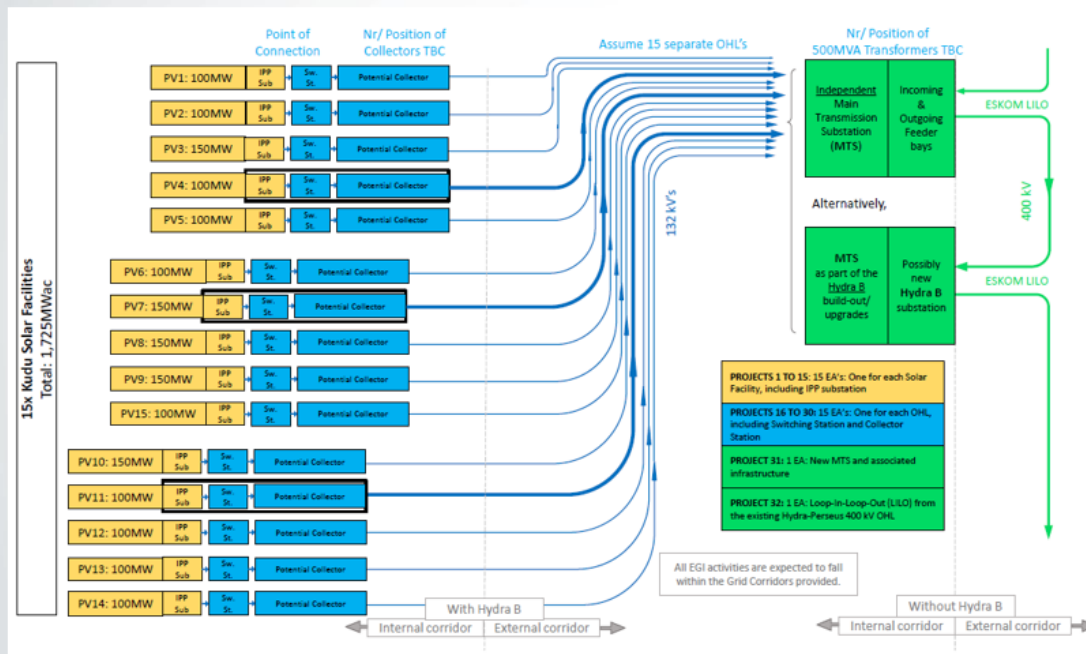 Point of
Connection
Nr/ Position of
Collectors TBC
Assume 15 separate OHL's
Nr/ Position of
500MVA Transformers TBC
15x Kudu Solar Facilities
Total: 1,725MWac
PV1: 100MW
IPP
Sub
Sw.
St.
Potential Collector
PV2: 100MW
IPP
Sub
Sw.
St.
Potential Collector
PV3: 150MW
IPP
Sub
Sw.
St.
Potential Collector
PV4: 100MW
IPP
Sub
Sw.
St.
Potential Collector
PV5: 100MW
IPP
Sub
Sw.
St.
Potential Collector
PV6: 100MW
IPP
Sub
Sw.
St.
Potential Collector
PV7: 150MW
IPP
Sub
Sw.
St.
Potential Collector
PV8: 150MW
IPP
Sub
Sw.
St.
Potential Collector
PV9: 150MW
IPP
Sub
Sw.
St.
Potential Collector
PV15: 100MW
IPP
Sub
Sw.
St.
Potential Collector
PV10: 150MW
IPP
Sub
Sw.
St.
Potential Collector
PV11: 100MW
IPP
Sub
Sw.
St.
Potential Collector
PV12: 100MW
IPP
Sub
Sw.
St.
Potential Collector
PV13: 100MW
IPP
Sub
Sw.
St.
Potential Collector
PV14: 100MW
IPP
Sub
Sw.
St.
Potential Collector
132 kV's
Independent
Main
Transmission
Substation
(MTS)
Incoming
&
Outgoing
Feeder
bays
ESKOM LILO
400 kV
Alternatively,
MTS
as part of the
Hydra B
build-out/
upgrades
Possibly
new
Hydra B
substation
ESKOM LILO
PROJECTS 1 TO 15: 15 EA's: One for each Solar
Facility, including IPP substation
PROJECTS 16 TO 30: 15 EA's: One for each OHL,
including Switching Station and Collector
Station
PROJECT 31: 1 EA: New MTS and associated
infrastructure
PROJECT 32: 1 EA: Loop-In-Loop-Out (LILO) from
the existing Hydra-Perseus 400 kV OHL
All EGI activities are expected to fall
within the Grid Corridors provided.
With Hydra B
Internal corridor
External corridor
Without Hydra B
Internal corridor
External corridor